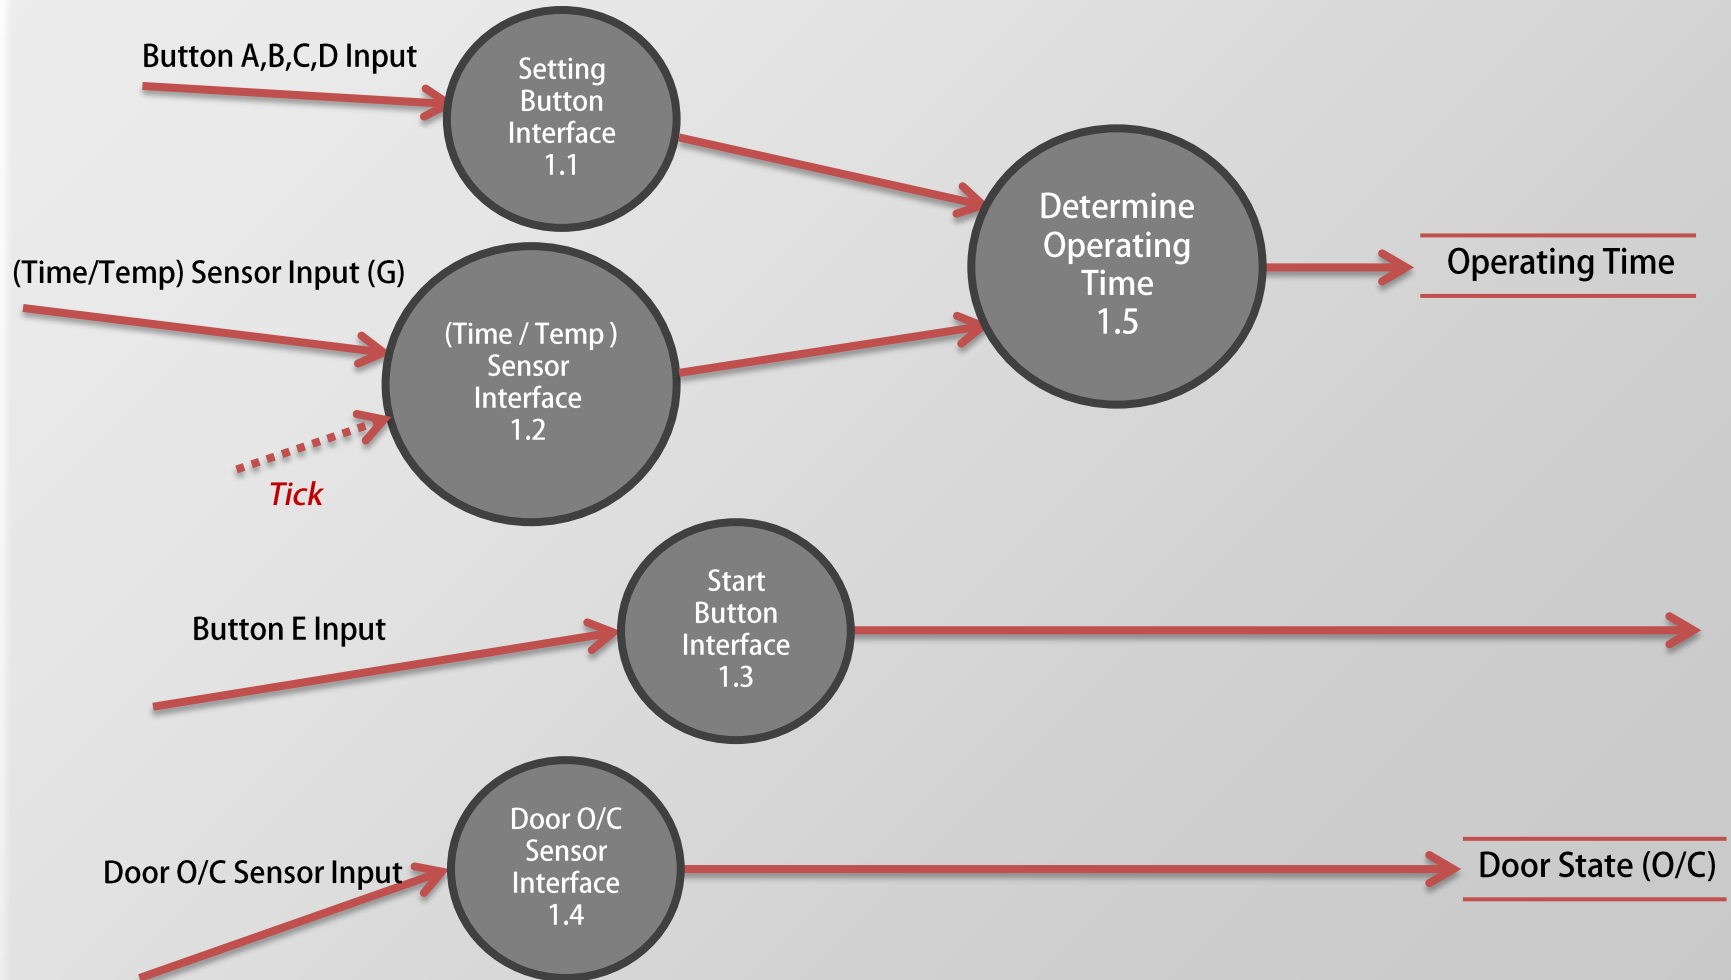 Button A,B,C,D Input
Setting
Button
Interface
1.1
(Time/Temp) Sensor Input (G)
(Time / Temp )
Sensor
Interface
1.2
Tick
Determine
Operating
Time
1.5
Operating Time
Button E Input
Start
Button
Interface
1.3
Door O/C Sensor Input
Door O/C
Sensor
Interface
1.4
Door State (O/C)